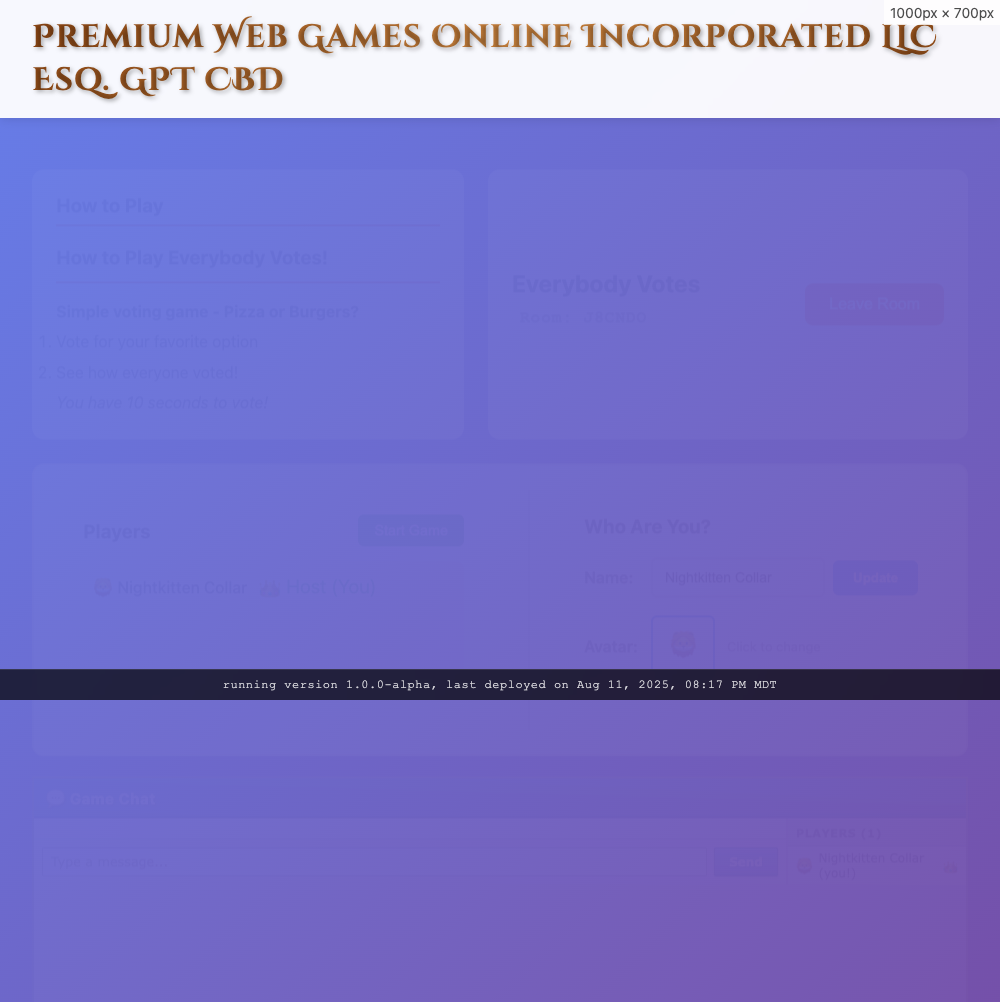 1000px × 700px
Premium Web Games Online Incorporated LLC
Esq. GPT CBD
How to Play
How to Play Everybody Votes!
Simple voting game - Pizza or Burgers?
1. Vote for your favorite option
2. See how everyone voted!
You have 10 seconds to vote!
Everybody Votes
Leave Room
Players
Start Game
Nightkitten Collar
Host (You)
Who Are You?
Name:
Nightkitten Collar
Update
Avatar:
running version 1.0.0-alpha, last deployed on Aug 11, 2025, 08:17 PM MDT
Game Chat
PLAYERS (1)
Type a message...
Send
Nightkitten Collar
(you)